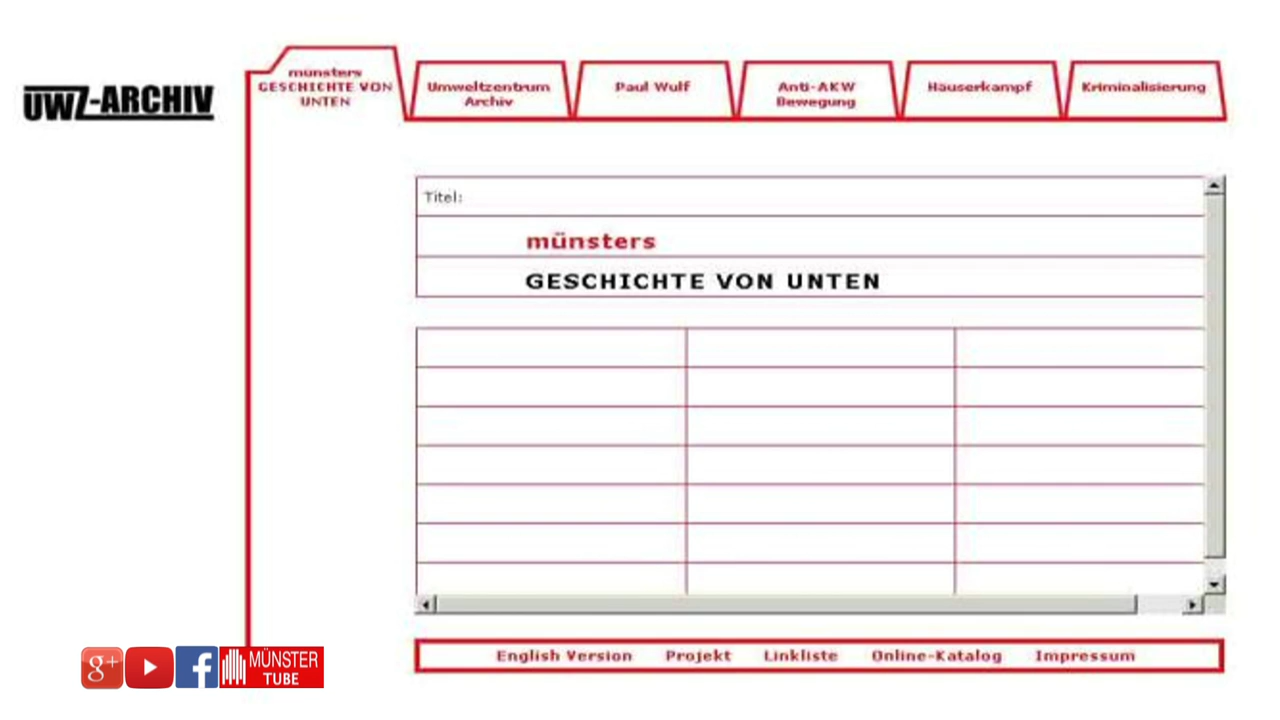 UWZ-ARCHIV
münsters
GESCHICHTE VON
UNTEN
Umweltzentrum
Archiv
Paul Wulf
Anti-AKW
Bewegung
Häuserkampf
Kriminalisierung
Titel:
münsters
GESCHICHTE VON UNTEN
g+
f
MÜNSTER
TUBE
English Version Projekt Linkliste Online-Katalog Impressum